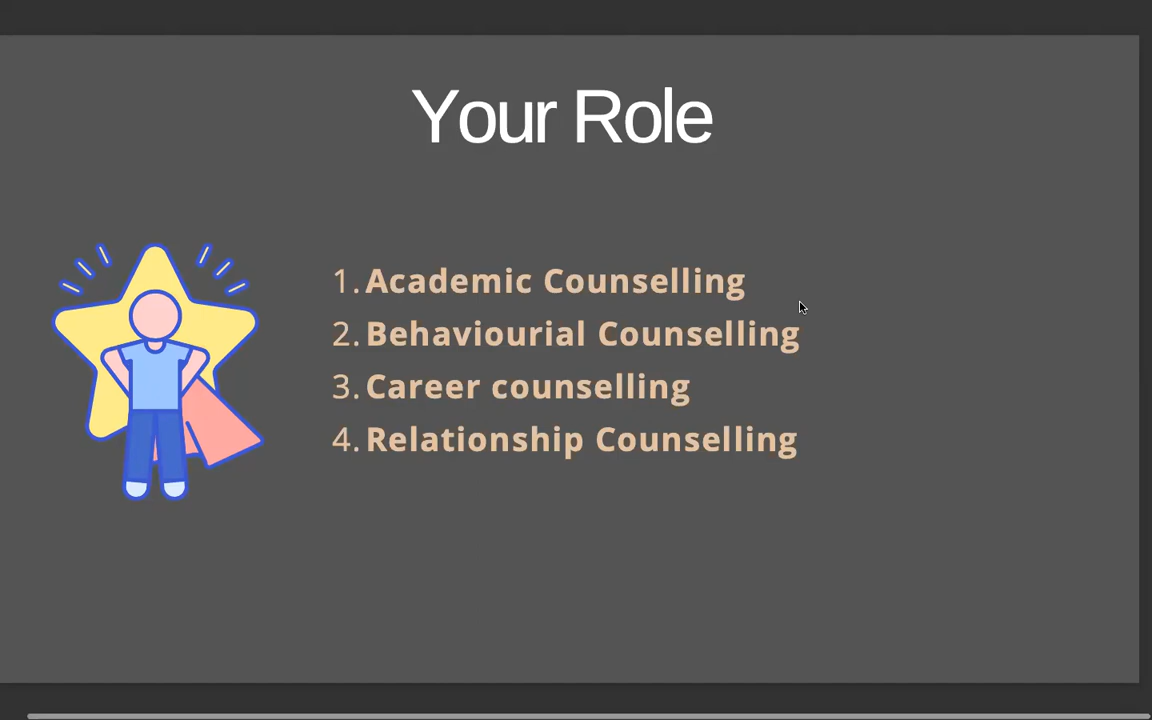 Your Role
1. Academic Counselling
2. Behaviourial Counselling
3. Career counselling
4. Relationship Counselling